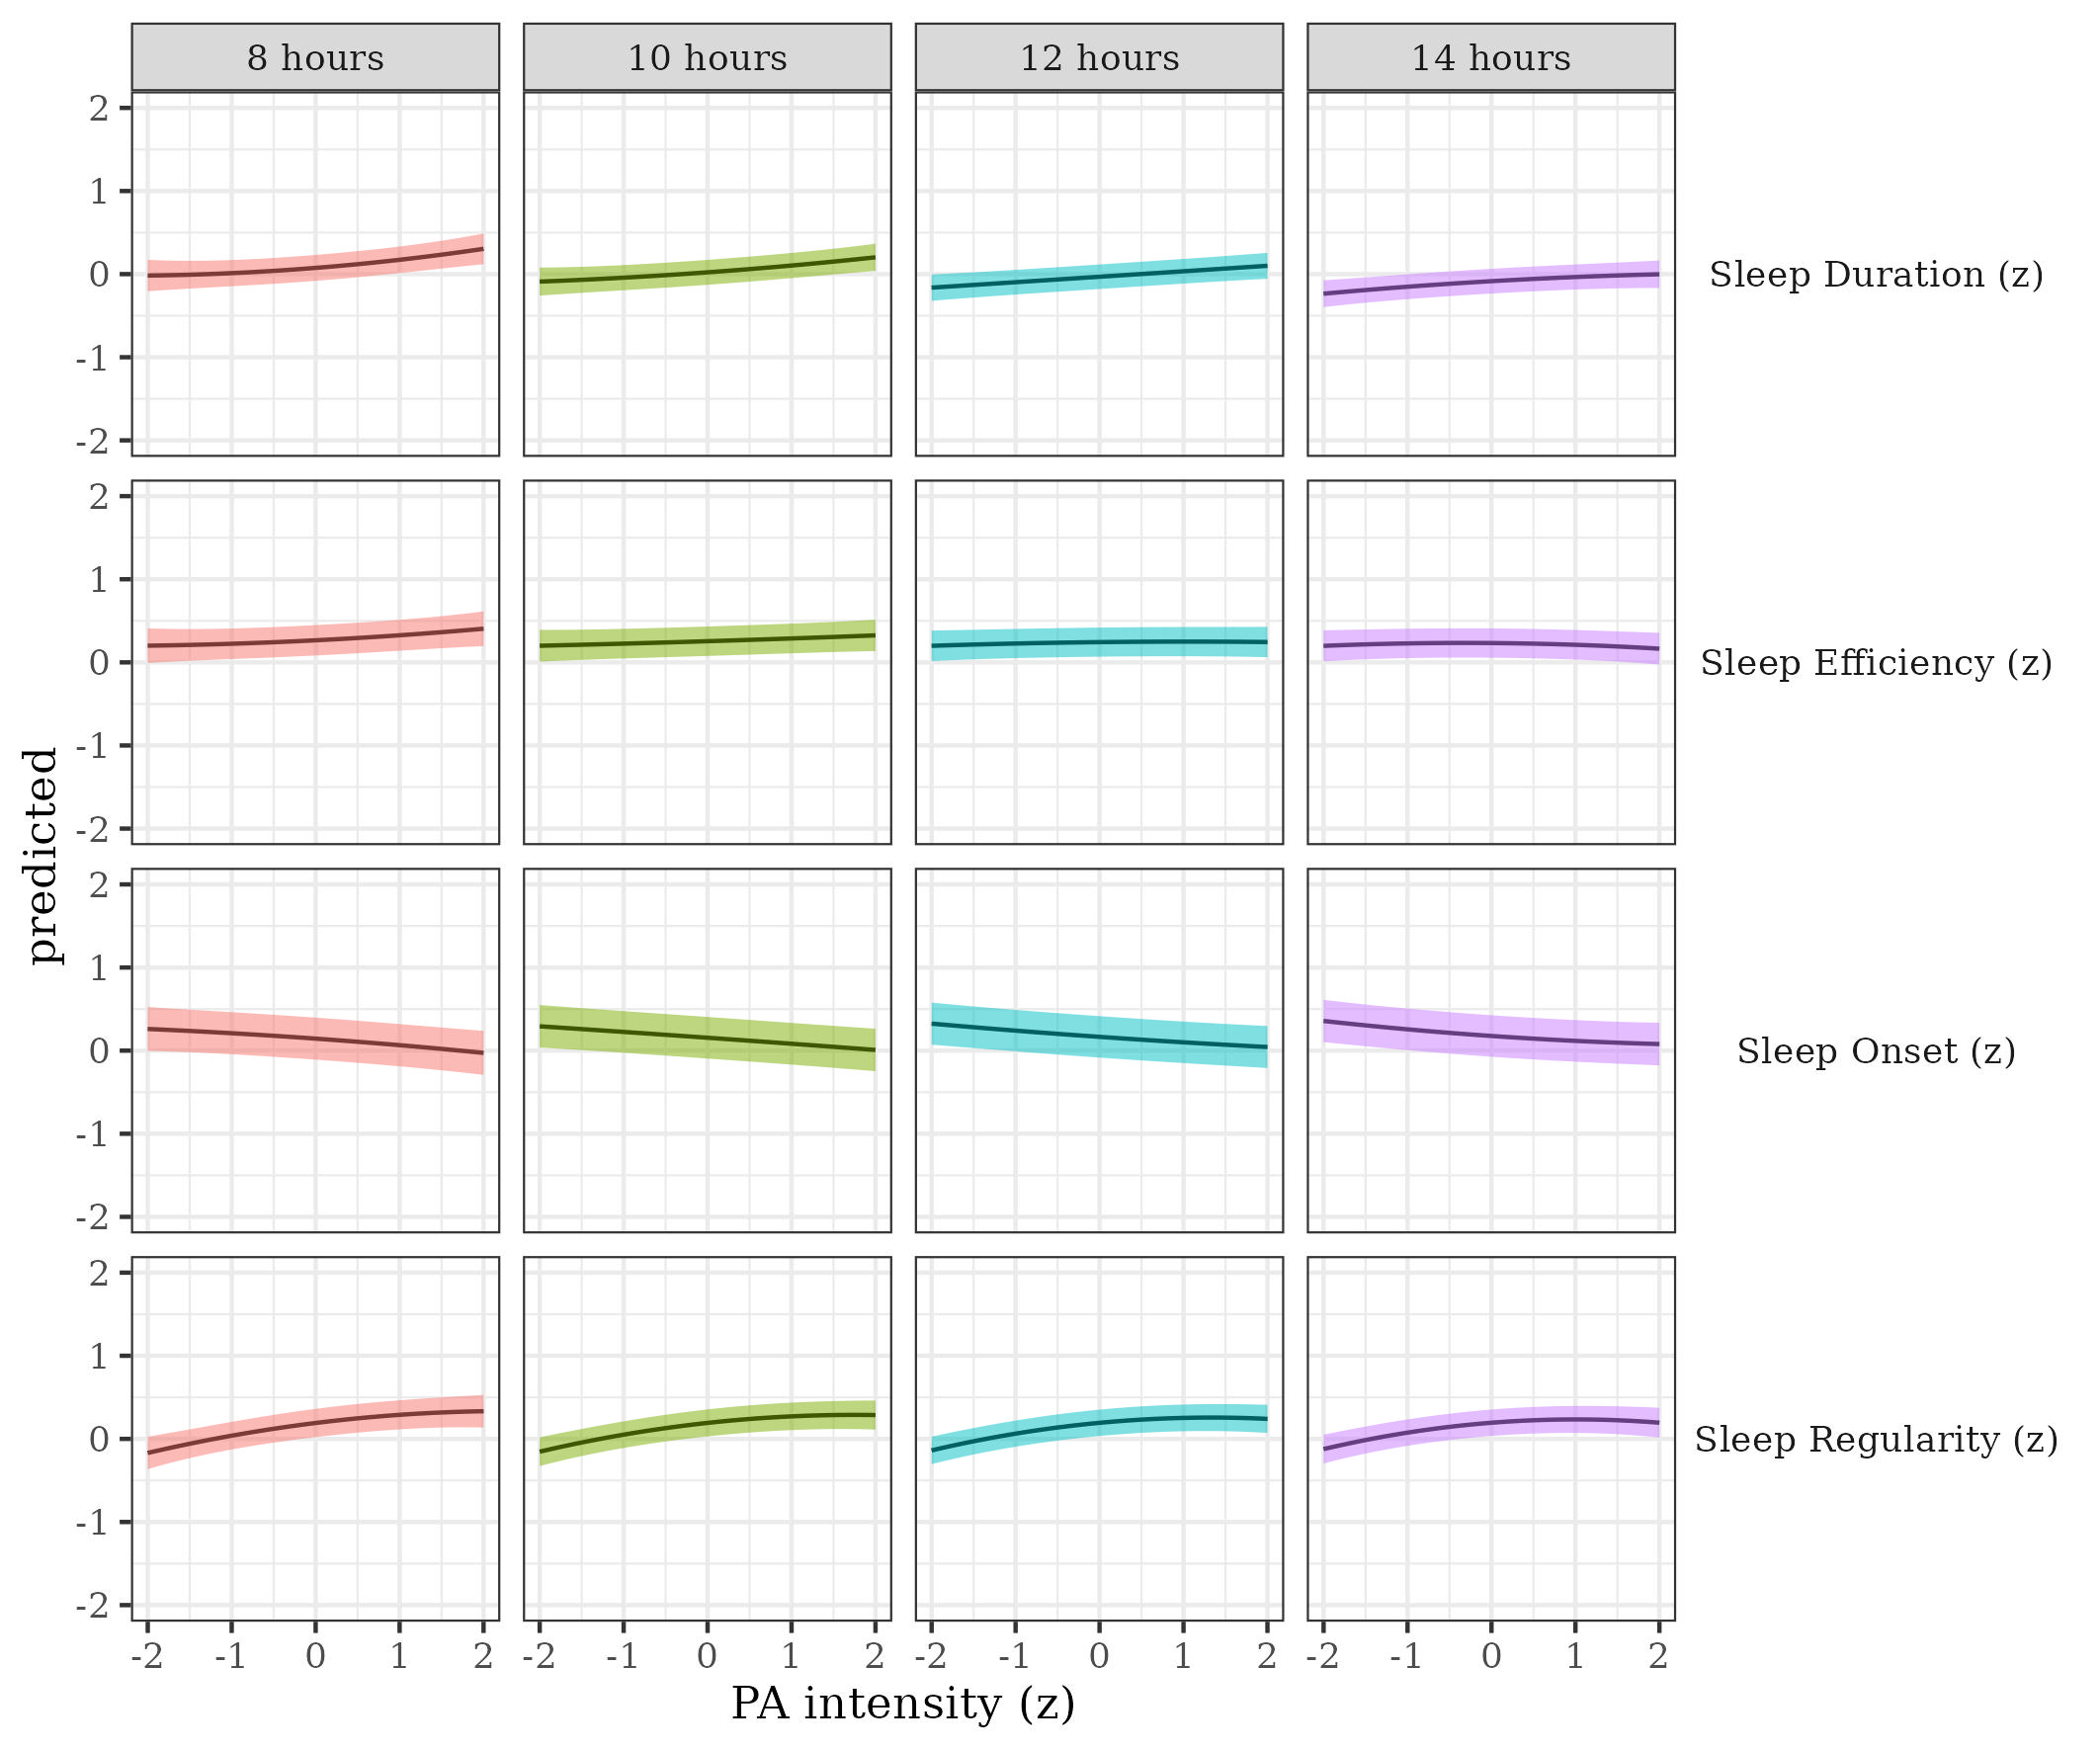 8 hours 10 hours 12 hours 14 hours
2
1
0
-1
-2
Sleep Duration (z)
2
1
0
-1
-2
Sleep Efficiency (z)
predicted
2
1
0
-1
-2
Sleep Onset (z)
2
1
0
-1
-2
Sleep Regularity (z)
-2 -1 0 1 2 -2 -1 0 1 2 -2 -1 0 1 2 -2 -1 0 1 2
PA intensity (z)